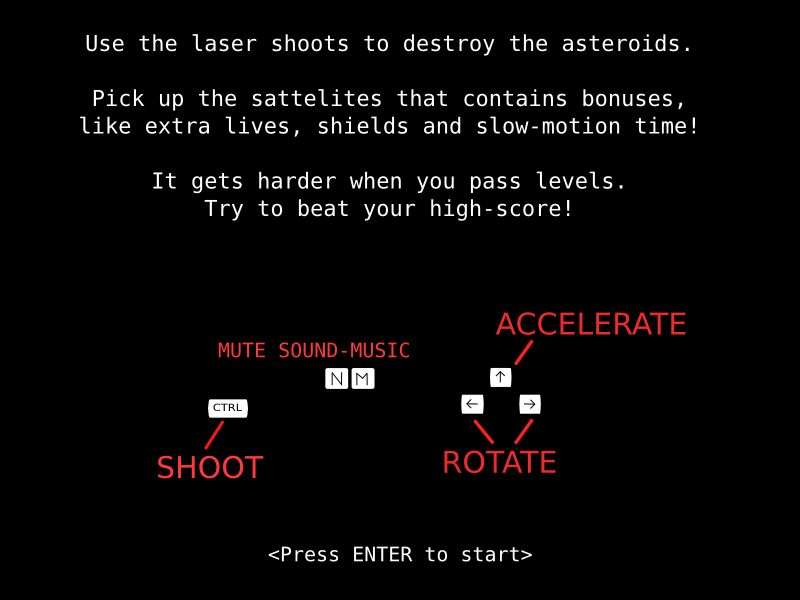 Use the laser shoots to destroy the asteroids.
Pick up the sattelites that contains bonuses,
like extra lives, shields and slow-motion time!
It gets harder when you pass levels.
Try to beat your high-score!
ACCELERATE
MUTE SOUND-MUSIC
N M
↑
CTRL
← →
SHOOT
ROTATE
<Press ENTER to start>